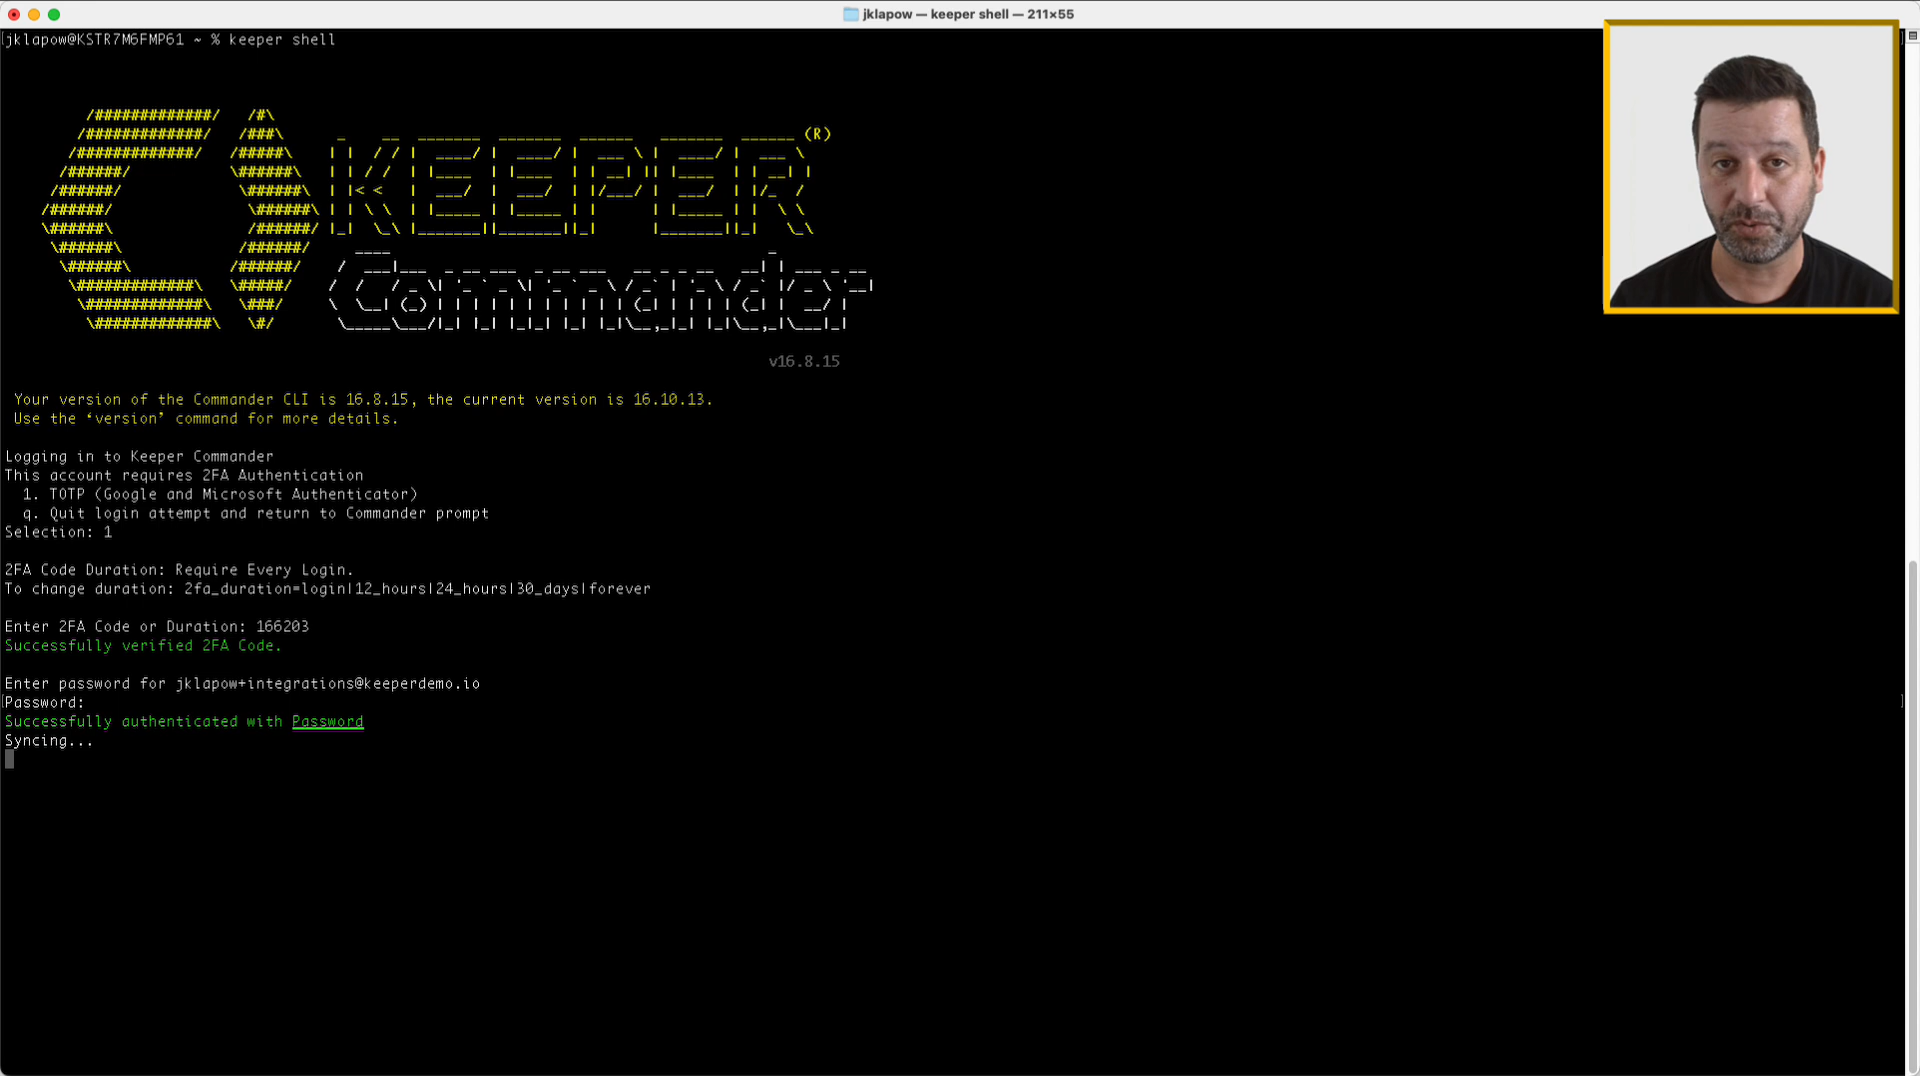 jklapow — keeper shell — 211×55
jklapow@KSTR7M6FMP61 ~ % keeper shell
KEEPER (R)
Commander
v16.8.15
Your version of the Commander CLI is 16.8.15, the current version is 16.10.13.
Use the ‘version’ command for more details.
Logging in to Keeper Commander
This account requires 2FA Authentication
1. TOTP (Google and Microsoft Authenticator)
q. Quit login attempt and return to Commander prompt
Selection: 1
2FA Code Duration: Require Every Login.
To change duration: 2fa_duration=login|12_hours|24_hours|30_days|forever
Enter 2FA Code or Duration: 166203
Successfully verified 2FA Code.
Enter password for jklapow+integrations@keeperdemo.io
Password:
Successfully authenticated with Password
Syncing...